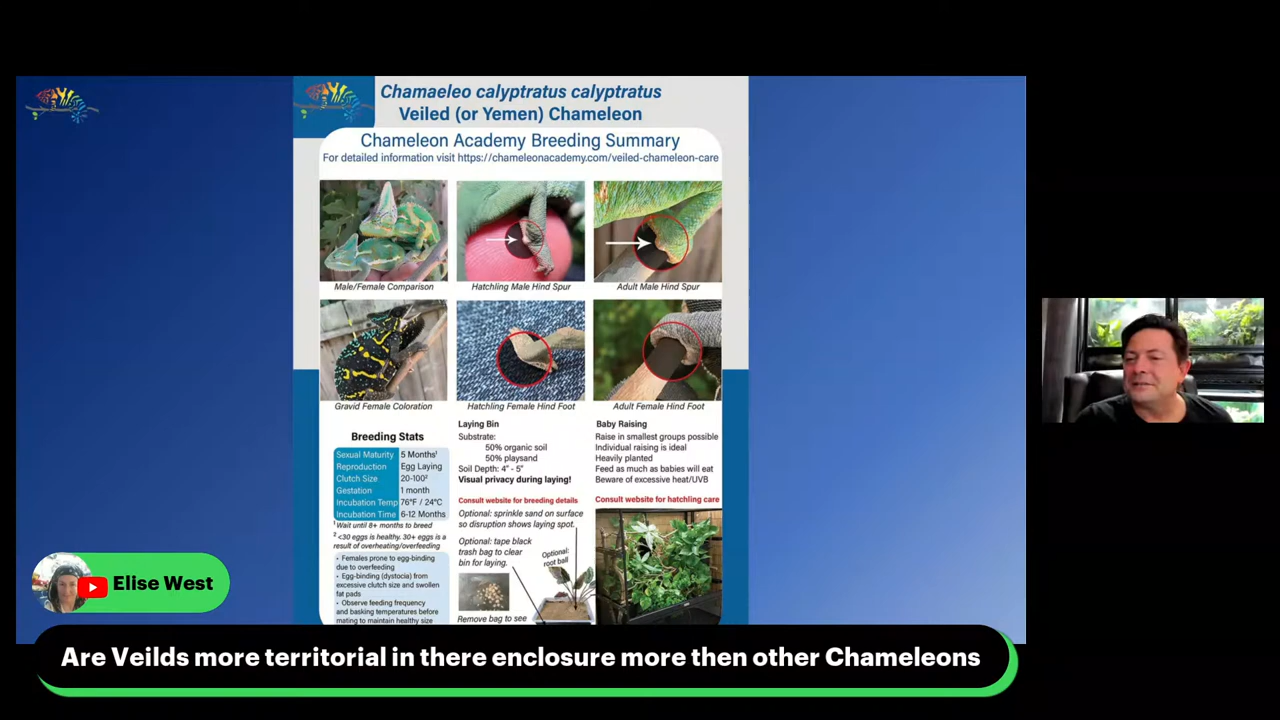 Chamaeleo calyptratus calyptratus
Veiled (or Yemen) Chameleon
Chameleon Academy Breeding Summary
For detailed information visit https://chameleonacademy.com/veiled-chameleon-care
Male/Female Comparison
Hatchling Male Hind Spur
Adult Male Hind Spur
Gravid Female Coloration
Hatchling Female Hind Foot
Adult Female Hind Foot
Breeding Stats
Sexual Maturity 5 Months¹
Reproduction Egg Laying
Clutch Size 20-100²
Gestation 1 month
Incubation Temp 76°F / 24°C
Incubation Time 6-12 Months
¹ Wait until 8+ months to breed
² <30 eggs is healthy. 30+ eggs is a
result of overheating/overfeeding
• Females prone to egg-binding
due to overfeeding
• Egg-binding (dystocia) from
excessive clutch size and swollen
fat pads
• Observe feeding frequency
and basking temperatures before
mating to maintain healthy size
Laying Bin
Substrate:
50% organic soil
50% playsand
Soil Depth: 4" - 5"
Visual privacy during laying!
Consult website for breeding details
Optional: sprinkle sand on surface
so disruption shows laying spot.
Optional: tape black
trash bag to clear
bin for laying.
Optional:
root ball
Remove bag to see
Baby Raising
Raise in smallest groups possible
Individual raising is ideal
Heavily planted
Feed as much as babies will eat
Beware of excessive heat/UVB
Consult website for hatchling care
Elise West
Are Veilds more territorial in there enclosure more then other Chameleons